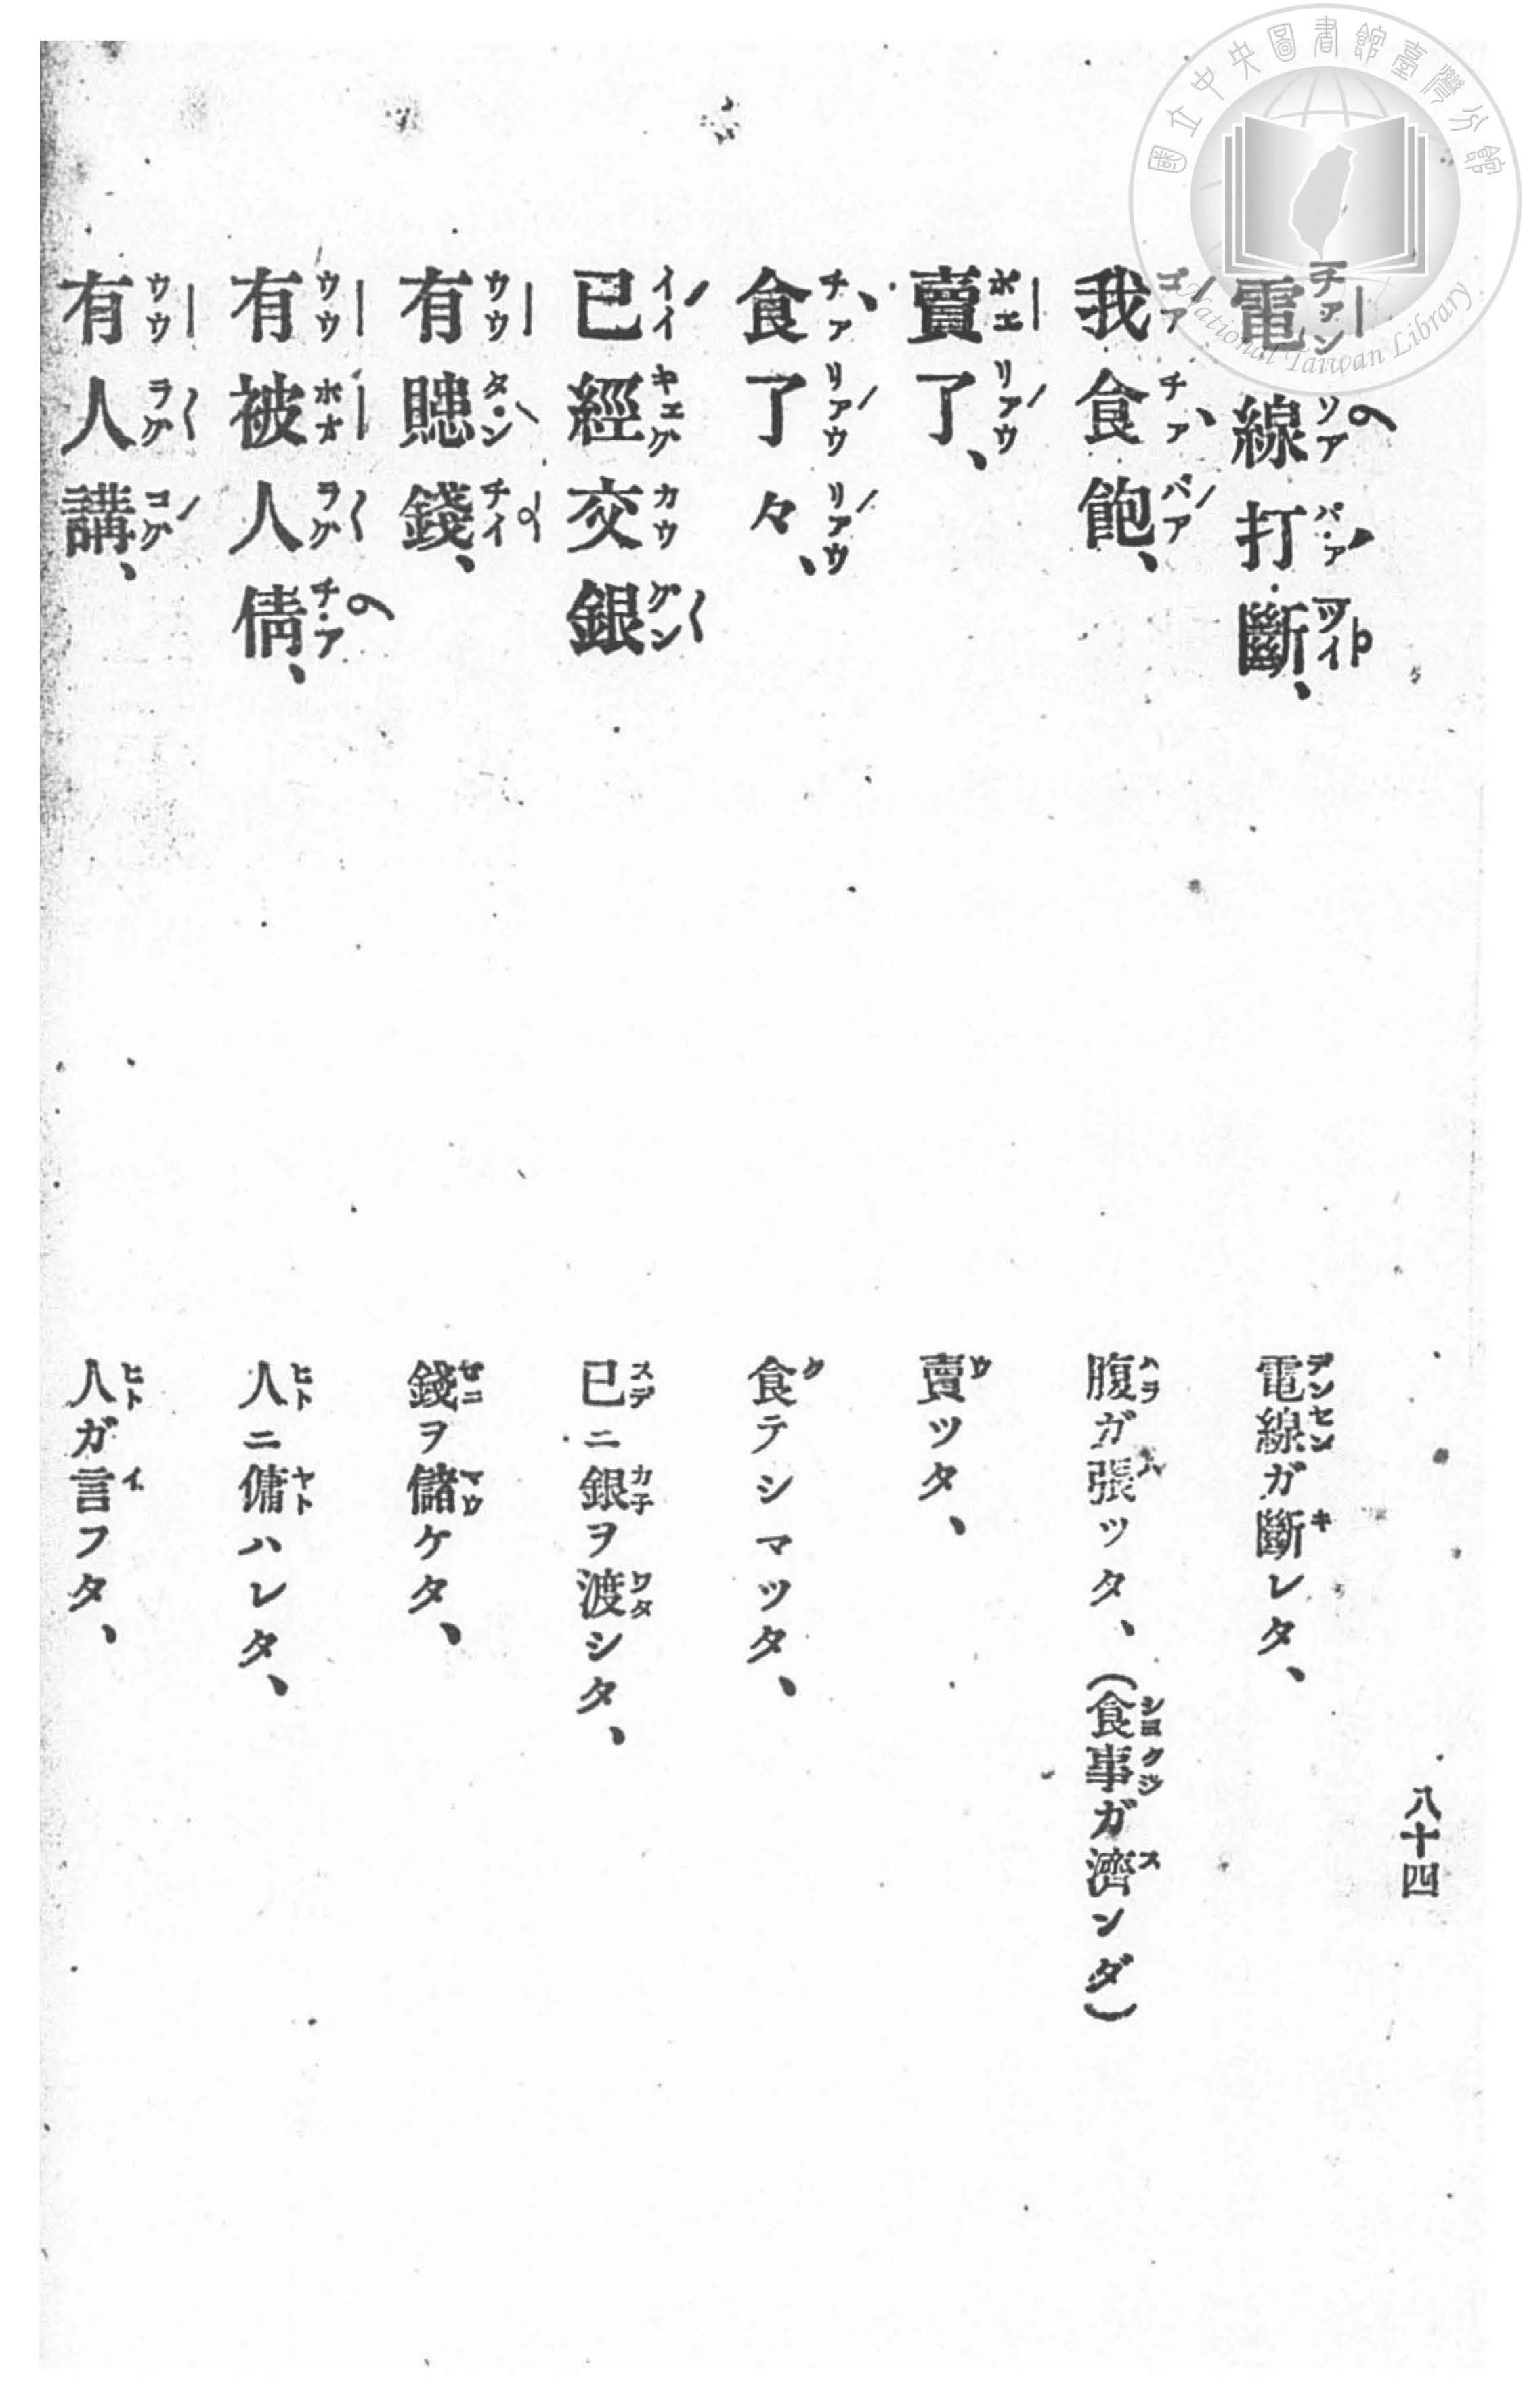 國立中央圖書館臺灣分館
National Taiwan Library
八十四
電線打斷、
電線ガ斷レタ、
我食飽、
腹ガ張ツタ、(食事ガ濟ンダ)
賣了、
賣ツタ、
食了々、
食テシマツタ、
已經交銀
已ニ銀ヲ渡シタ、
有賰錢、
錢ヲ儲ケタ、
有被人倩、
人ニ傭ハレタ、
有人講、
人ガ言フタ、